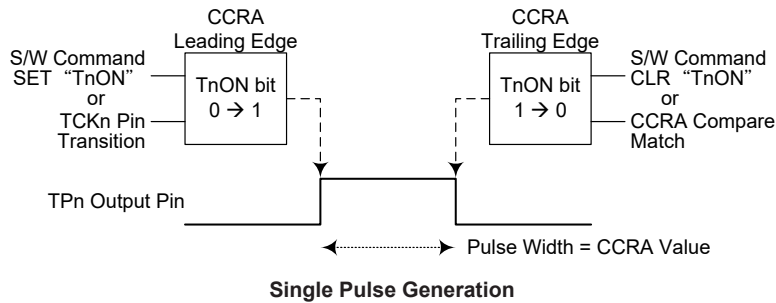 CCRA
Leading Edge
S/W Command
SET “TnON”
or
TCKn Pin
Transition
TnON bit
0 → 1
CCRA
Trailing Edge
TnON bit
1 → 0
S/W Command
CLR “TnON”
or
CCRA Compare
Match
TPn Output Pin
Pulse Width = CCRA Value
Single Pulse Generation